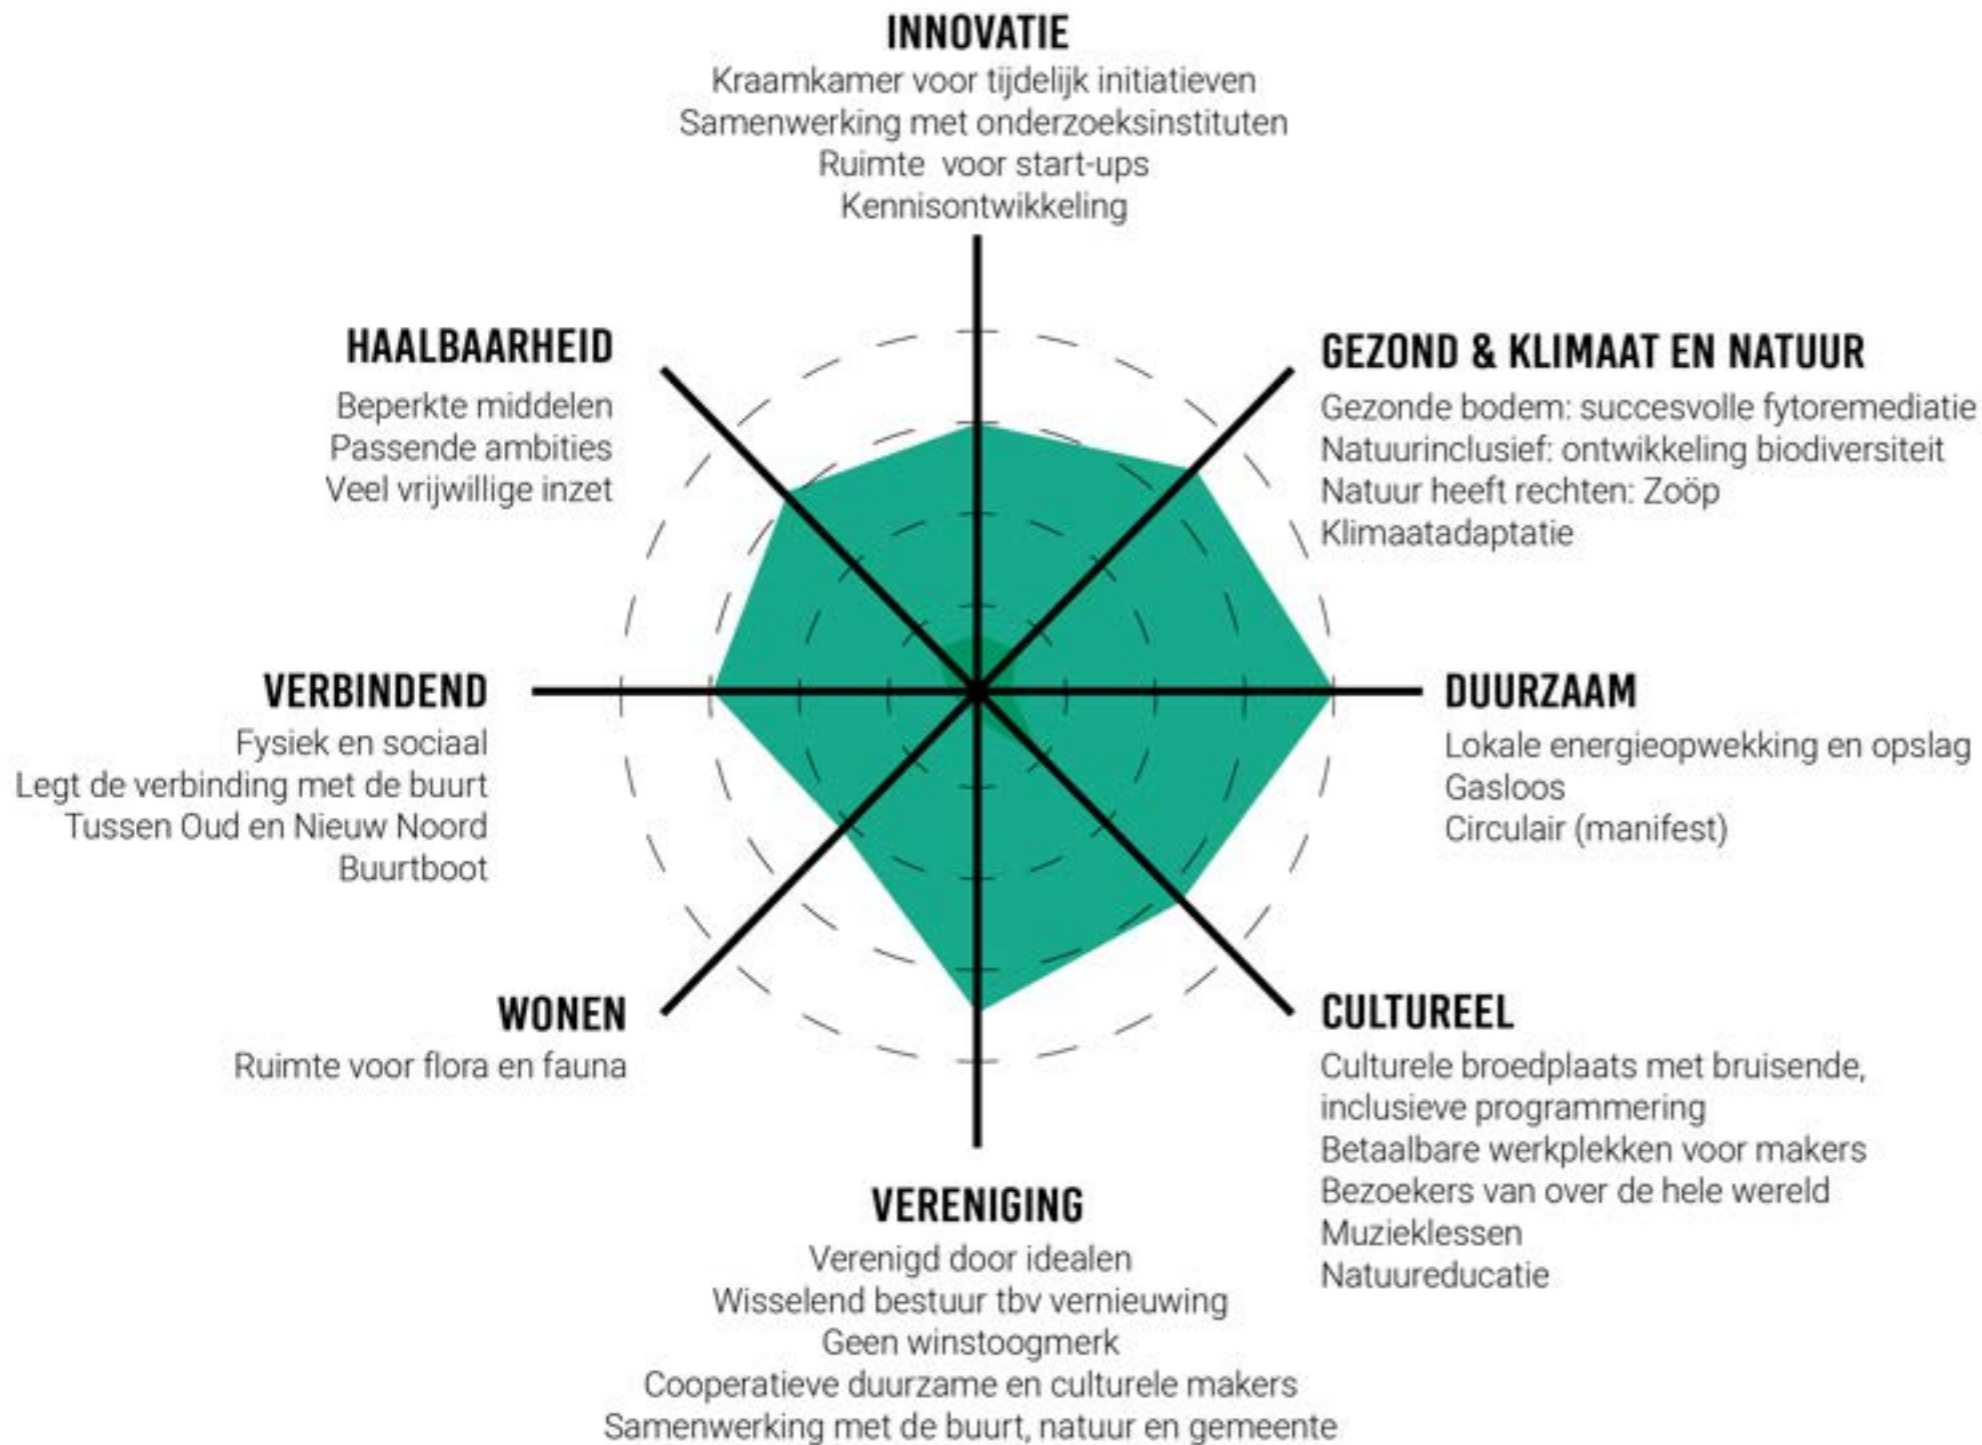 INNOVATIE
Kraamkamer voor tijdelijk initiatieven
Samenwerking met onderzoeksinstituten
Ruimte voor start-ups
Kennisontwikkeling
HAALBAARHEID
Beperkte middelen
Passende ambities
Veel vrijwillige inzet
GEZOND & KLIMAAT EN NATUUR
Gezonde bodem: succesvolle fytoremediatie
Natuurinclusief: ontwikkeling biodiversiteit
Natuur heeft rechten: Zoöp
Klimaatadaptatie
VERBINDEND
Fysiek en sociaal
Legt de verbinding met de buurt
Tussen Oud en Nieuw Noord
Buurtboot
DUURZAAM
Lokale energieopwekking en opslag
Gasloos
Circulair (manifest)
WONEN
Ruimte voor flora en fauna
CULTUREEL
Culturele broedplaats met bruisende,
inclusieve programmering
Betaalbare werkplekken voor makers
Bezoekers van over de hele wereld
Muzieklessen
Natuureducatie
VERENIGING
Verenigd door idealen
Wisselend bestuur tbv vernieuwing
Geen winstoogmerk
Cooperatieve duurzame en culturele makers
Samenwerking met de buurt, natuur en gemeente